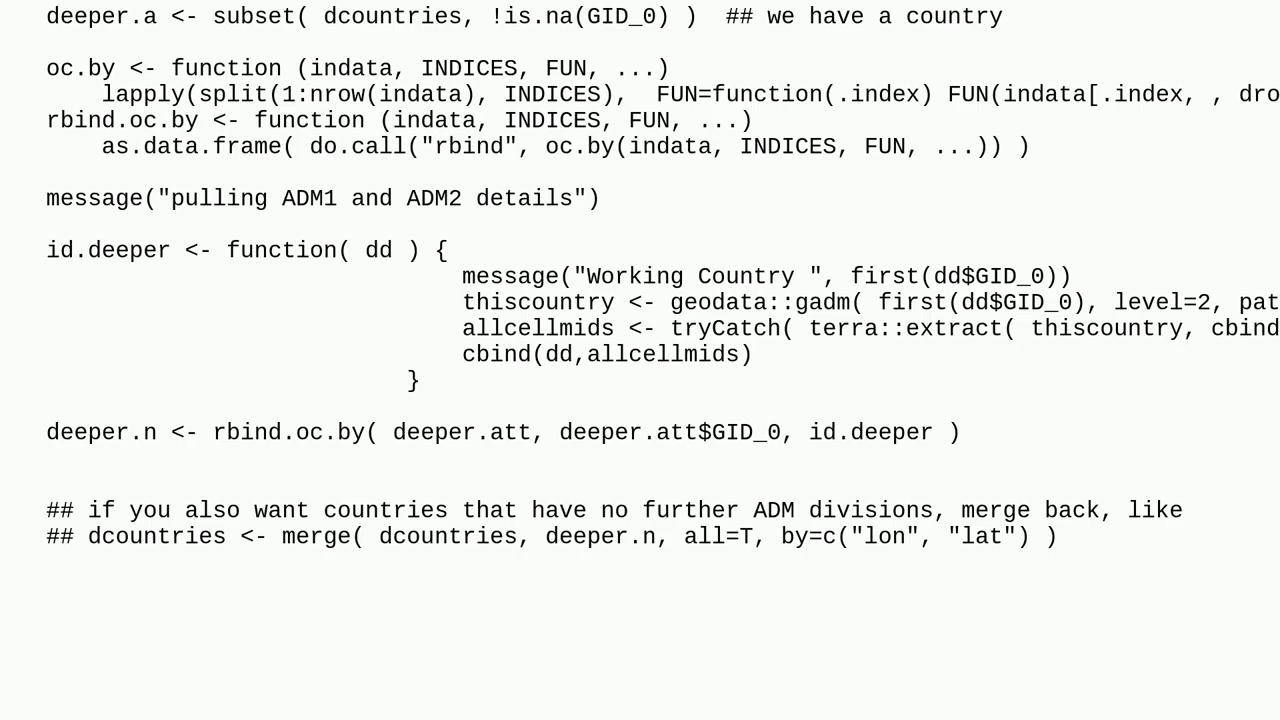 deeper.a <- subset( dcountries, !is.na(GID_0) )  ## we have a country
oc.by <- function (indata, INDICES, FUN, ...)
    lapply(split(1:nrow(indata), INDICES),  FUN=function(.index) FUN(indata[.index, , dro
rbind.oc.by <- function (indata, INDICES, FUN, ...)
    as.data.frame( do.call("rbind", oc.by(indata, INDICES, FUN, ...)) )
message("pulling ADM1 and ADM2 details")
id.deeper <- function( dd ) {
                              message("Working Country ", first(dd$GID_0))
                              thiscountry <- geodata::gadm( first(dd$GID_0), level=2, pat
                              allcellmids <- tryCatch( terra::extract( thiscountry, cbind
                              cbind(dd,allcellmids)
                          }
deeper.n <- rbind.oc.by( deeper.att, deeper.att$GID_0, id.deeper )
## if you also want countries that have no further ADM divisions, merge back, like
## dcountries <- merge( dcountries, deeper.n, all=T, by=c("lon", "lat") )